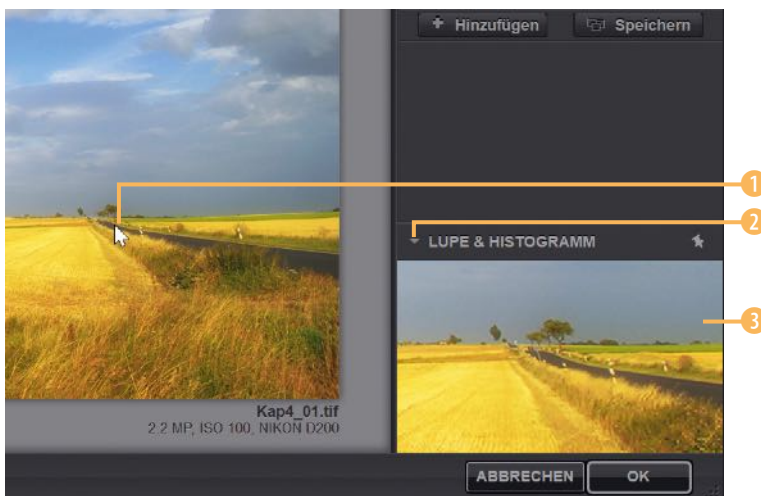 + Hinzufügen
Speichern
1
2
LUPE & HISTOGRAMM
3
Kap4_01.tif
2.2 MP, ISO 100, NIKON D200
ABBRECHEN
OK